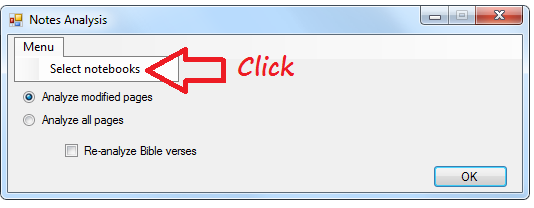 Notes Analysis
Menu
Select notebooks
Click
Analyze modified pages
Analyze all pages
Re-analyze Bible verses
OK